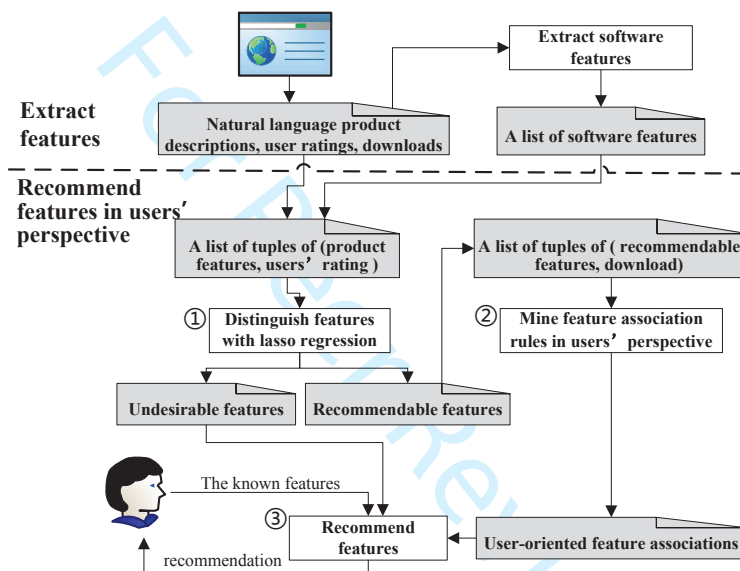 Extract software
features
Extract
features
Natural language product
descriptions, user ratings, downloads
A list of software features
Recommend
features in users’
perspective
A list of tuples of (product
features, users’ rating )
A list of tuples of ( recommendable
features, download)
①
Distinguish features
with lasso regression
②
Mine feature association
rules in users’ perspective
Undesirable features
Recommendable features
The known features
③
Recommend
features
User-oriented feature associations
recommendation
For Peer Rev